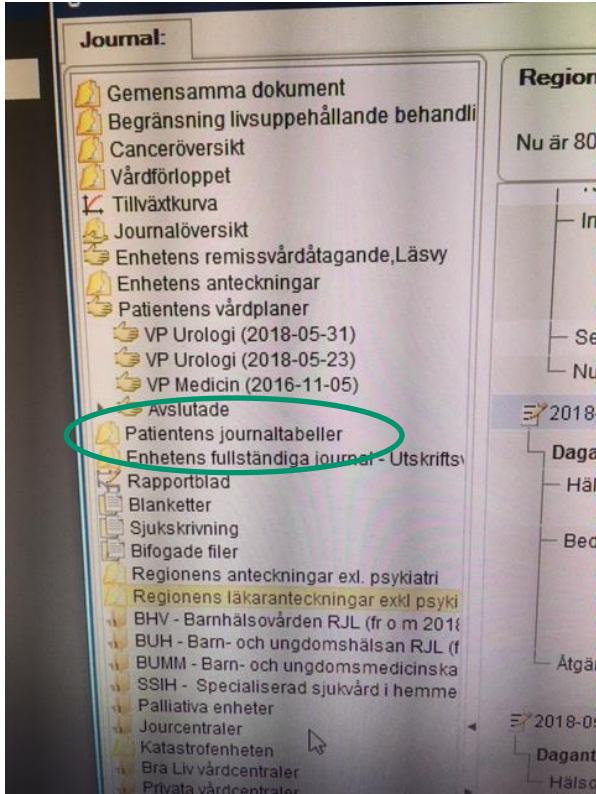 Journal:
Gemensamma dokument
Begränsning livsuppehållande behandli
Canceröversikt
Vårdförloppet
Tillväxtkurva
Journalöversikt
Enhetens remissvårdåtagande,Läsvy
Enhetens anteckningar
Patientens vårdplaner
VP Urologi (2018-05-31)
VP Urologi (2018-05-23)
VP Medicin (2016-11-05)
Avslutade
Patientens journaltabeller
Enhetens fullständiga journal - Utskriftsv
Rapportblad
Blanketter
Sjukskrivning
Bifogade filer
Regionens anteckningar exl. psykiatri
Regionens läkaranteckningar exkl psyki
BHV - Barnhälsovården RJL (fr o m 2018
BUH - Barn- och ungdomshälsan RJL (f
BUMM - Barn- och ungdomsmedicinska
SSIH - Specialiserad sjukvård i hemme
Palliativa enheter
Jourcentraler
Katastrofenheten
Bra Liv vårdcentraler
Privata vårdcentraler
Region
Nu är 80
In
Se
Nu
2018-
Daga
Häl
Bed
Åtgär
2018-09
Dagant
Hälso